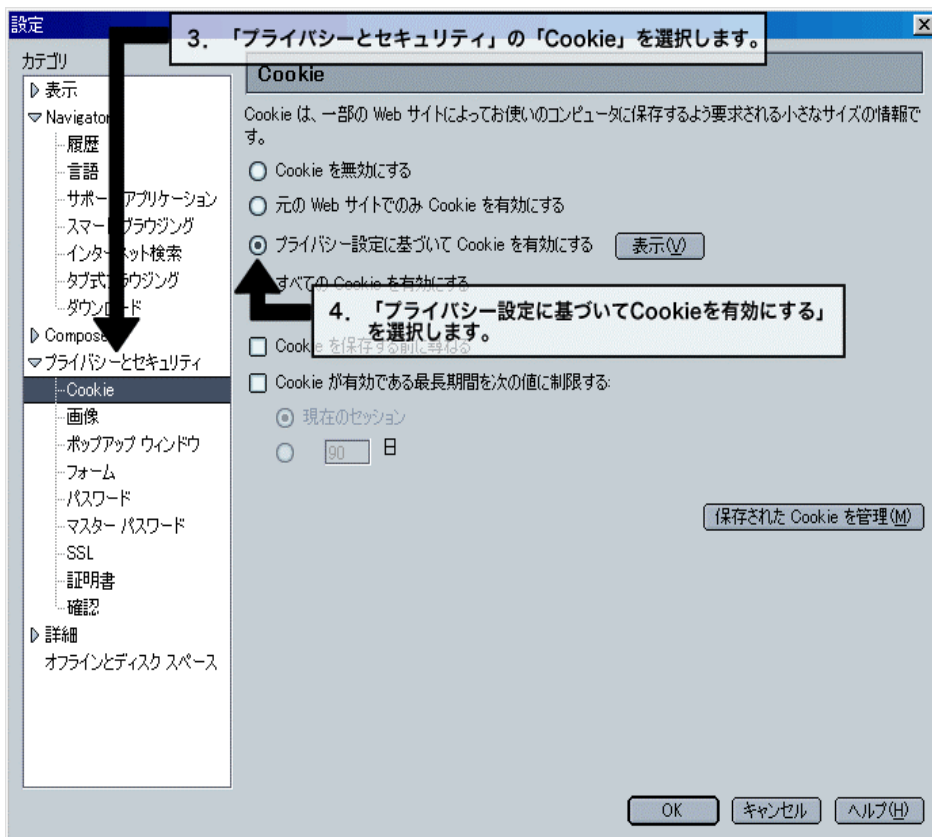 設定
3. 「プライバシーとセキュリティ」の「Cookie」を選択します。
カテゴリ
表示
Navigator
履歴
言語
サポート アプリケーション
スマート ブラウジング
インターネット検索
タブ式ブラウジング
ダウンロード
Composer
プライバシーとセキュリティ
Cookie
画像
ポップアップ ウィンドウ
フォーム
パスワード
マスター パスワード
SSL
証明書
確認
詳細
オフラインとディスク スペース
Cookie
Cookie は、一部の Web サイトによってお使いのコンピュータに保存するよう要求される小さなサイズの情報で
す。
Cookie を無効にする
元の Web サイトでのみ Cookie を有効にする
プライバシー設定に基づいて Cookie を有効にする 表示(V)
すべての Cookie を有効にする
4. 「プライバシー設定に基づいてCookieを有効にする」
を選択します。
Cookie を保存する前に尋ねる
Cookie が有効である最長期間を次の値に制限する:
現在のセッション
90 日
保存された Cookie を管理(M)
OK キャンセル ヘルプ(H)